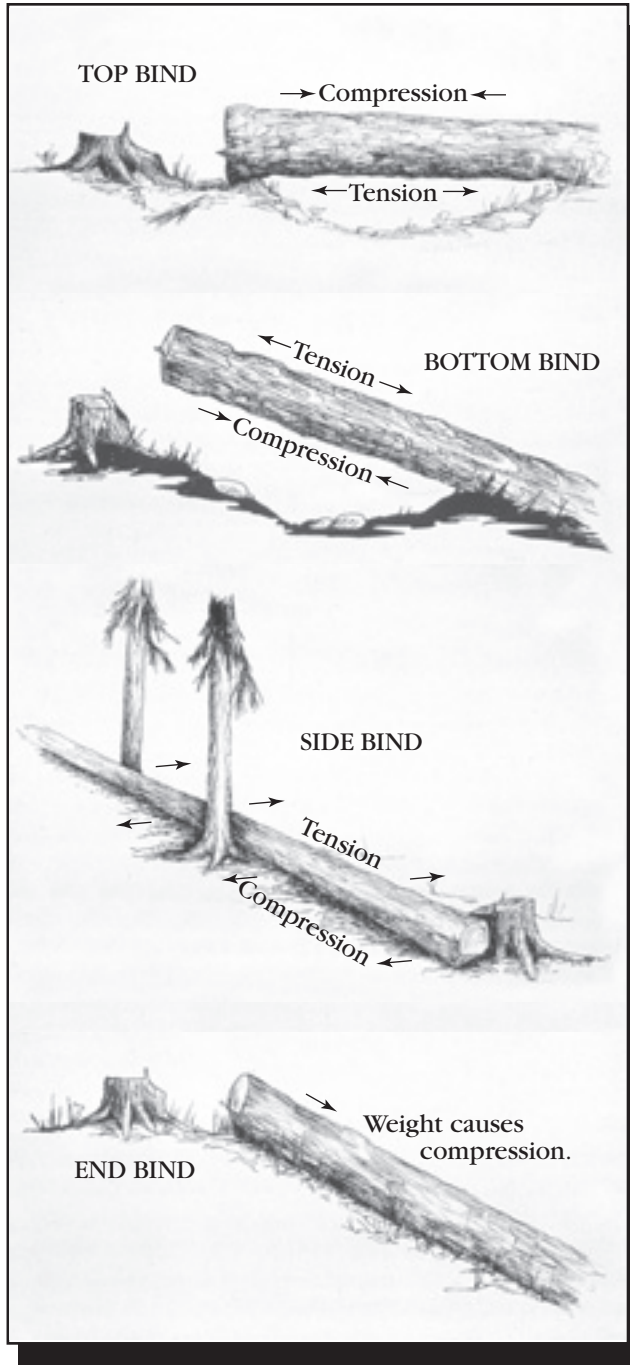 TOP BIND
Compression
Tension
Tension
BOTTOM BIND
Compression
SIDE BIND
Tension
Compression
Weight causes
compression.
END BIND